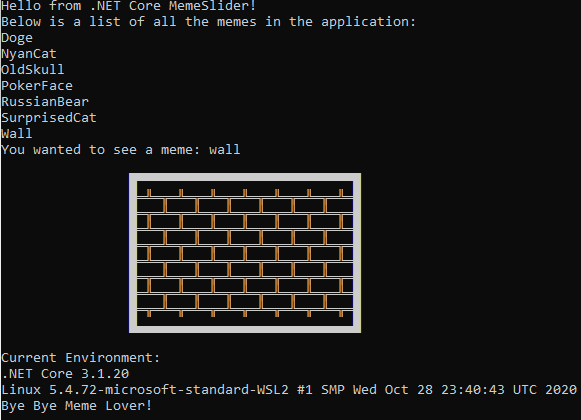 Hello from .NET Core MemeSlider!
Below is a list of all the memes in the application:
Doge
NyanCat
OldSkull
PokerFace
RussianBear
SurprisedCat
Wall
You wanted to see a meme: wall
Current Environment:
.NET Core 3.1.20
Linux 5.4.72-microsoft-standard-WSL2 #1 SMP Wed Oct 28 23:40:43 UTC 2020
Bye Bye Meme Lover!